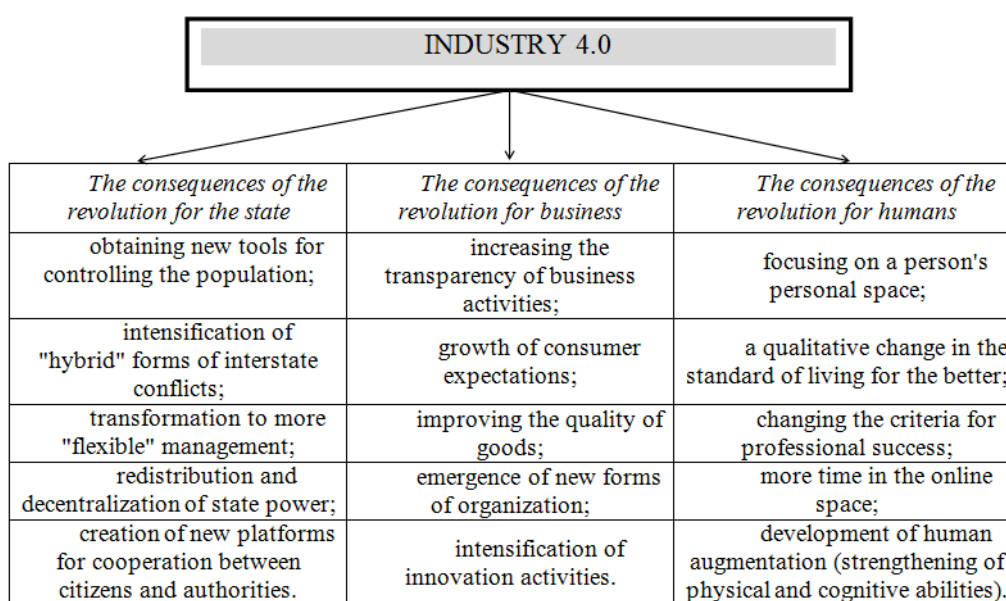 INDUSTRY 4.0
The consequences of the
revolution for the state
The consequences of the
revolution for business
The consequences of the
revolution for humans
obtaining new tools for
controlling the population;
increasing the
transparency of business
activities;
focusing on a person's
personal space;
intensification of
"hybrid" forms of interstate
conflicts;
growth of consumer
expectations;
a qualitative change in the
standard of living for the better;
transformation to more
"flexible" management;
improving the quality of
goods;
changing the criteria for
professional success;
redistribution and
decentralization of state power;
emergence of new forms
of organization;
more time in the online
space;
creation of new platforms
for cooperation between
citizens and authorities.
intensification of
innovation activities.
development of human
augmentation (strengthening of
physical and cognitive abilities).